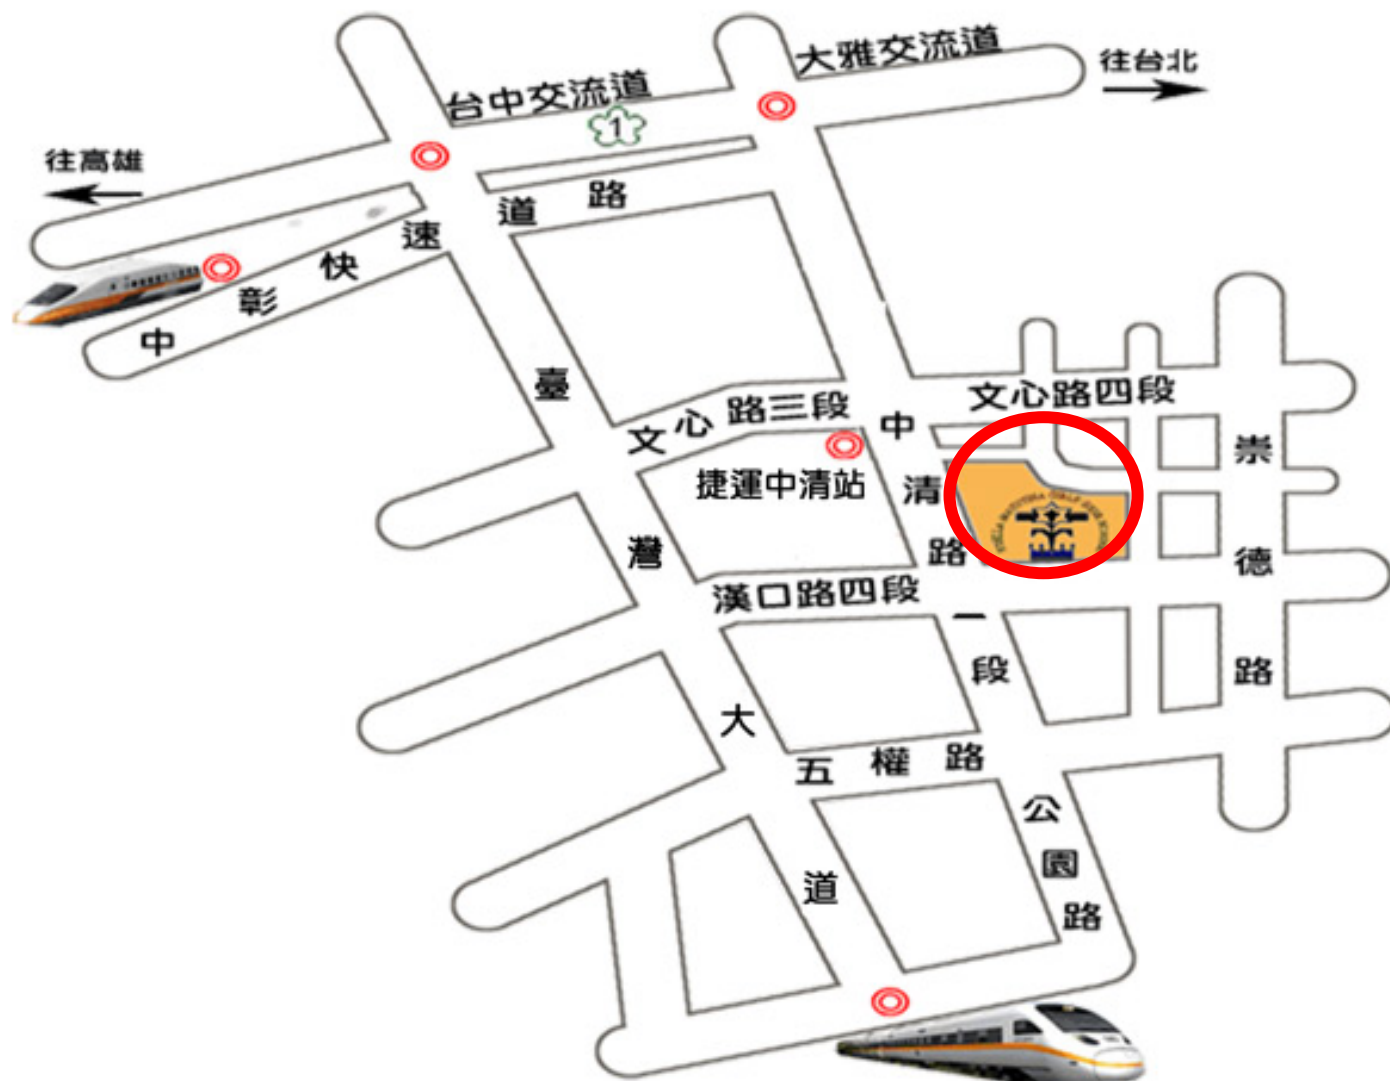 大雅交流道
往台北
台中交流道
1
往高雄
中彰快速道路
臺灣大道
文心路三段
文心路四段
中清路一段
捷運中清站
崇德路
漢口路四段
五權路
公園路